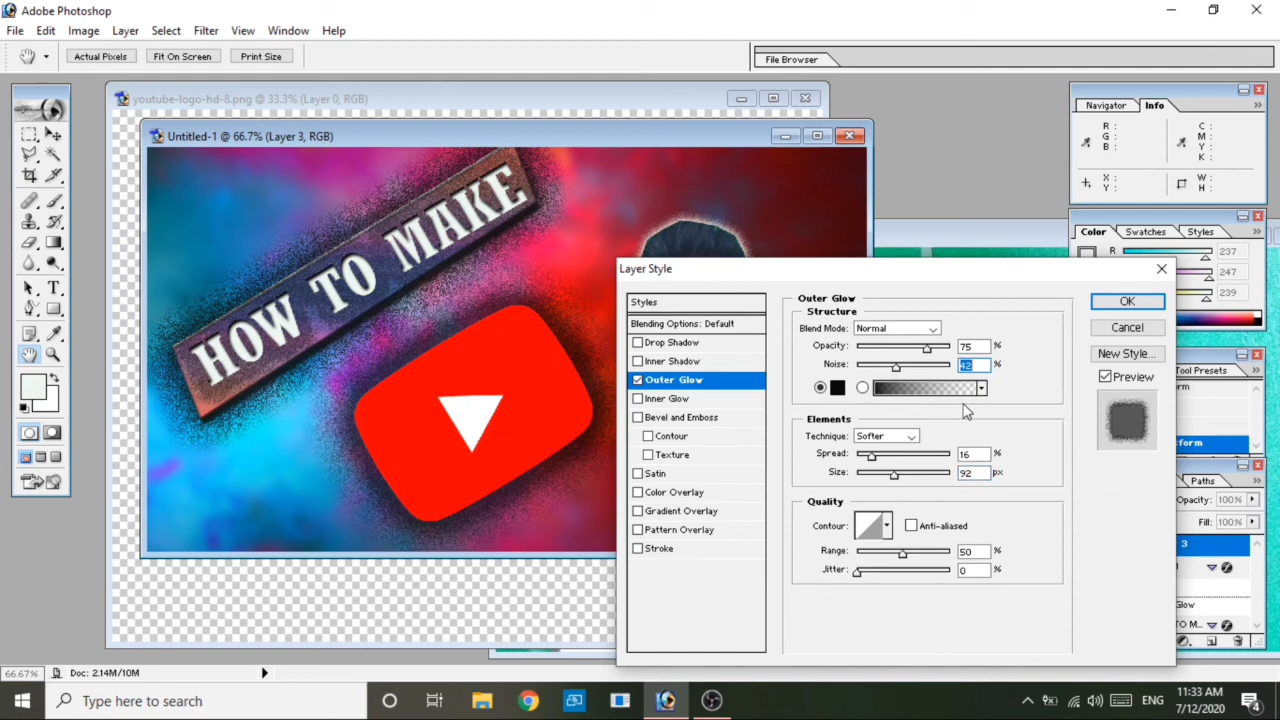 Adobe Photoshop
File Edit Image Layer Select Filter View Window Help
Actual Pixels Fit On Screen Print Size
File Browser
youtube-logo-hd-8.png @ 33.3% (Layer 0, RGB)
Untitled-1 @ 66.7% (Layer 3, RGB)
HOW TO MAKE
Navigator Info
R : C :
G : M :
B : Y :
K :
X : W :
Y : H :
Color Swatches Styles
R 237
247
239
Tool Presets
Paths
Opacity: 100%
Fill: 100%
3
Layer Style
Styles
Blending Options: Default
Drop Shadow
Inner Shadow
Outer Glow
Inner Glow
Bevel and Emboss
Contour
Texture
Satin
Color Overlay
Gradient Overlay
Pattern Overlay
Stroke
Outer Glow
Structure
Blend Mode: Normal
Opacity: 75 %
Noise: 42 %
Elements
Technique: Softer
Spread: 16 %
Size: 92 px
Quality
Contour: Anti-aliased
Range: 50 %
Jitter: 0 %
OK
Cancel
New Style...
Preview
66.67% Doc: 2.14M/10M
Type here to search
ENG
11:33 AM
7/12/2020
4